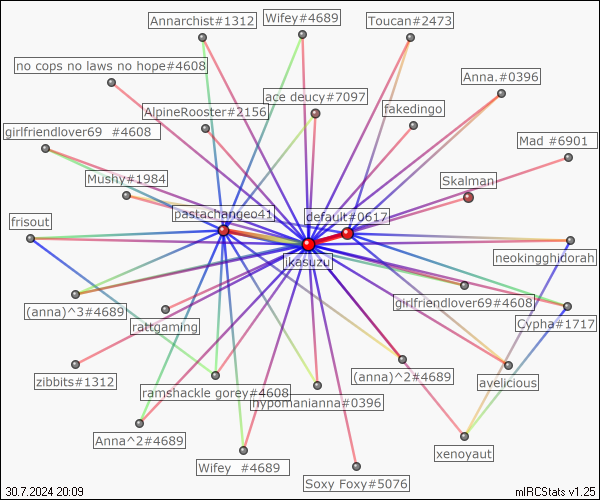 Annarchist#1312
Wifey#4689
Toucan#2473
no cops no laws no hope#4608
Anna.#0396
ace deucy#7097
AlpineRooster#2156
fakedingo
girlfriendlover69 #4608
Mad #6901
Mushy#1984
Skalman
pastachangeo41
default#0617
frisout
ikasuzu
neokingghidorah
(anna)^3#4689
girlfriendlover69#4608
rattgaming
Cypha#1717
zibbits#1312
(anna)^2#4689
avelicious
ramshackle gorey#4608
hypomanianna#0396
Anna^2#4689
xenoyaut
Wifey #4689
Soxy Foxy#5076
30.7.2024 20:09
mIRCStats v1.25